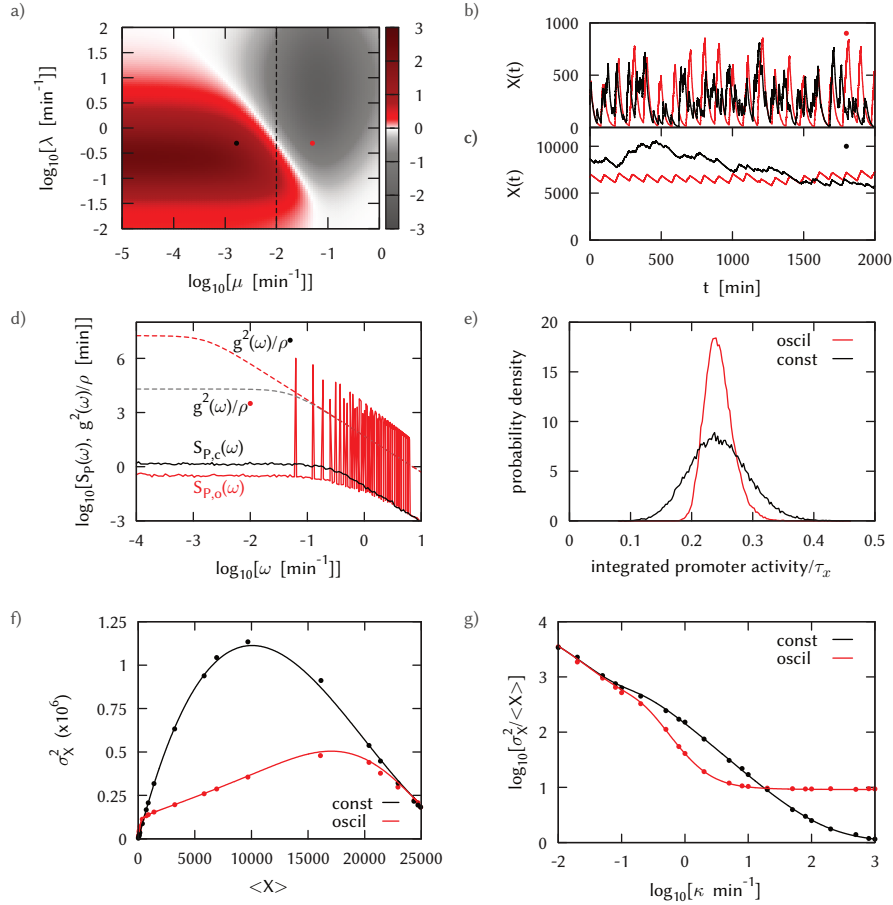 a)
log₁₀[λ [min⁻¹]]
2
1.5
1
0.5
0
-0.5
-1
-1.5
-2
-5
-4
-3
-2
-1
0
log₁₀[μ [min⁻¹]]
3
2
1
0
-1
-2
-3
b)
X(t)
1000
500
0
c)
X(t)
10000
5000
0
0
500
1000
1500
2000
t [min]
d)
log₁₀[S_P(ω), g²(ω)/ρ [min]]
6
3
0
-3
g²(ω)/ρ
g²(ω)/ρ
S_P,c(ω)
S_P,o(ω)
-4
-3
-2
-1
0
1
log₁₀[ω [min⁻¹]]
e)
probability density
20
15
10
5
0
oscil
const
0
0.1
0.2
0.3
0.4
0.5
integrated promoter activity/τₓ
f)
σ²_X (x10⁶)
1.25
1
0.75
0.5
0.25
0
const
oscil
0
5000
10000
15000
20000
25000
<X>
g)
log₁₀[σ²_X/<X>]
4
3
2
1
0
const
oscil
-2
-1
0
1
2
3
log₁₀[κ min⁻¹]